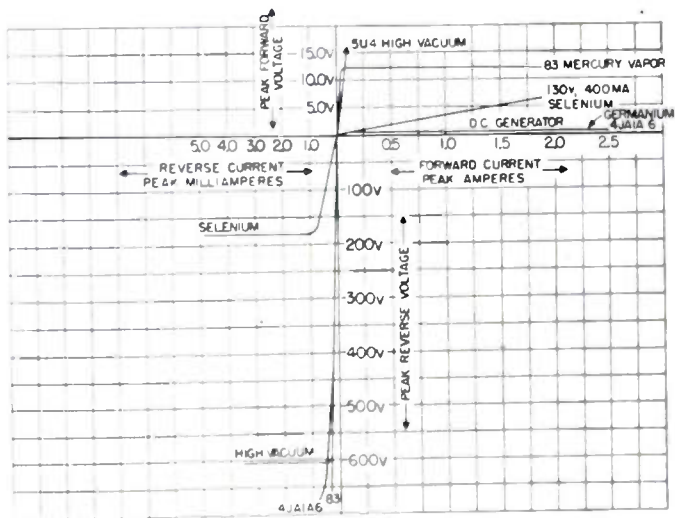 PEAK FORWARD
VOLTAGE
15.0V
10.0V
5.0V
5U4 HIGH VACUUM
83 MERCURY VAPOR
130V, 400MA
SELENIUM
D.C. GENERATOR
GERMANIUM
4JA1A 6
5.0 4.0 3.0 2.0 1.0
0.5 1.0 1.5 2.0 2.5
REVERSE CURRENT
PEAK MILLIAMPERES
FORWARD CURRENT
PEAK AMPERES
100V
SELENIUM
200V
300V
400V
500V
600V
PEAK REVERSE VOLTAGE
HIGH VACUUM
83
4JA1A6